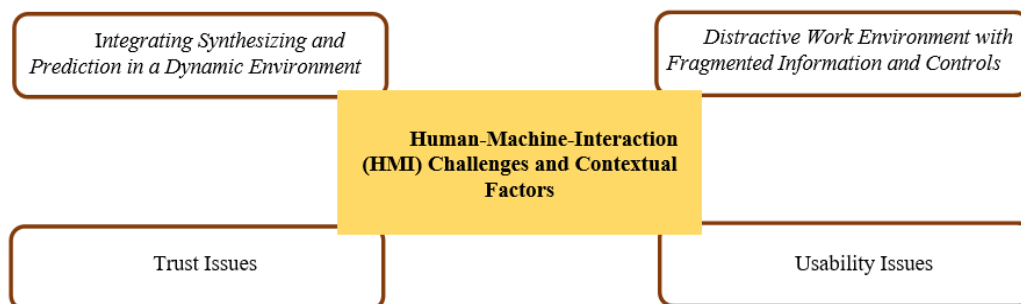 Integrating Synthesizing and
Prediction in a Dynamic Environment
Distractive Work Environment with
Fragmented Information and Controls
Human-Machine-Interaction
(HMI) Challenges and Contextual
Factors
Trust Issues
Usability Issues